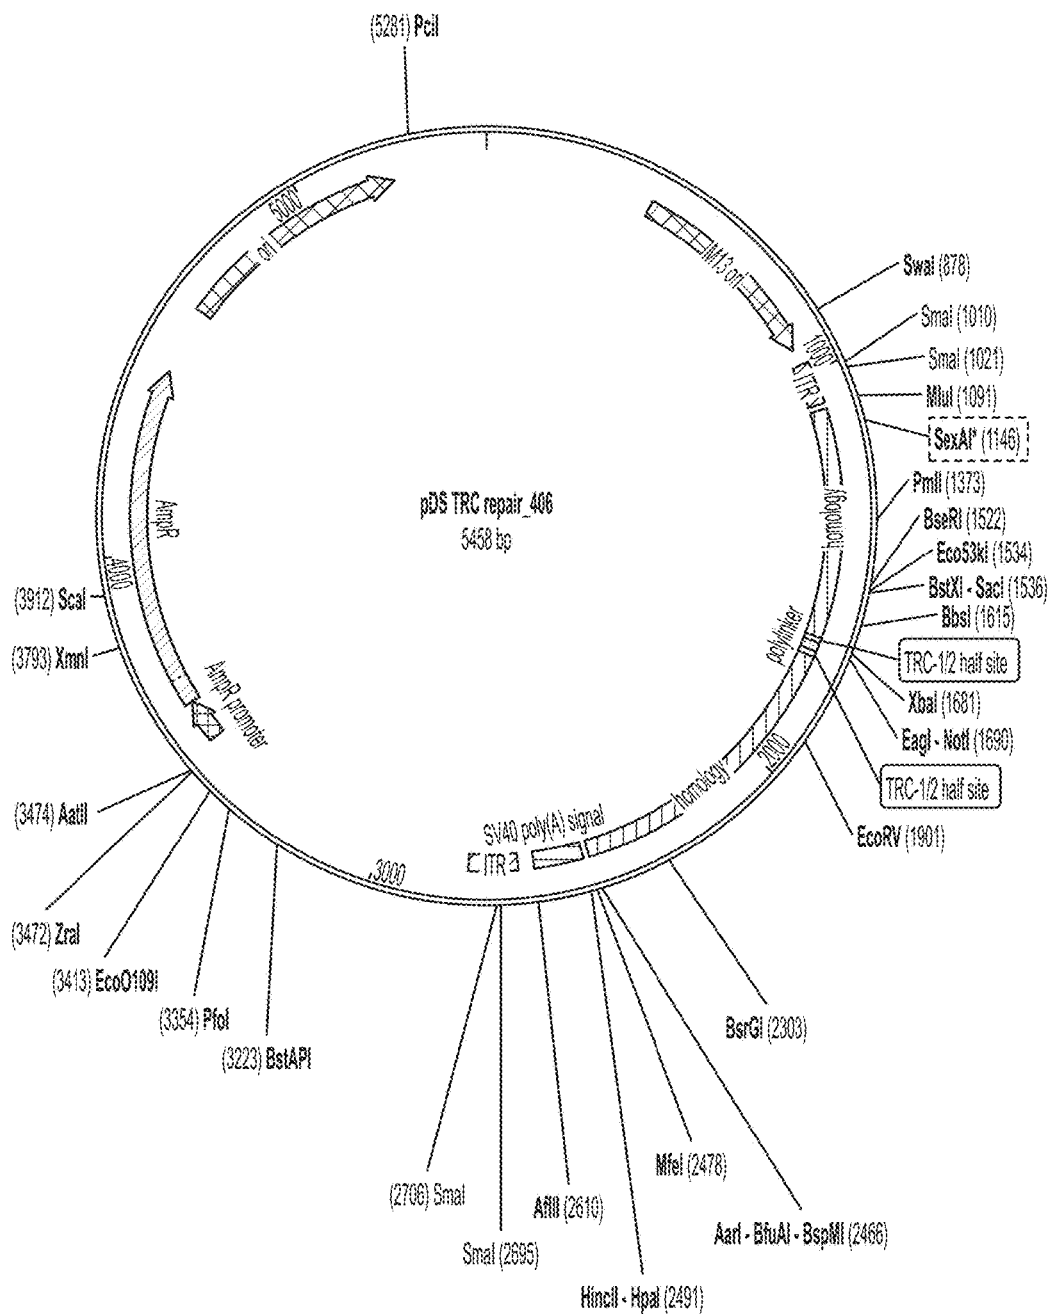 (5281) PciI
5000
ori
M13 ori
SwaI (878)
SmaI (1010)
1000
SmaI (1021)
ITR
MluI (1091)
SexAI* (1146)
PmlI (1373)
homology
BseRI (1522)
Eco53kI (1534)
BstXI - SacI (1536)
BbsI (1615)
pDS TRC repair_406
5458 bp
AmpR
4000
(3912) ScaI
(3793) XmnI
polylinker
TRC-1/2 half site
XbaI (1681)
EagI - NotI (1690)
TRC-1/2 half site
AmpR promoter
2000
homology
EcoRV (1901)
(3474) AatII
SV40 poly(A) signal
ITR
3000
(3472) ZraI
(3413) EcoO109I
(3354) PfoI
(3223) BstAPI
BsrGI (2303)
MfeI (2478)
(2706) SmaI
AflII (2610)
AarI - BfuAI - BspMI (2466)
SmaI (2695)
HincII - HpaI (2491)